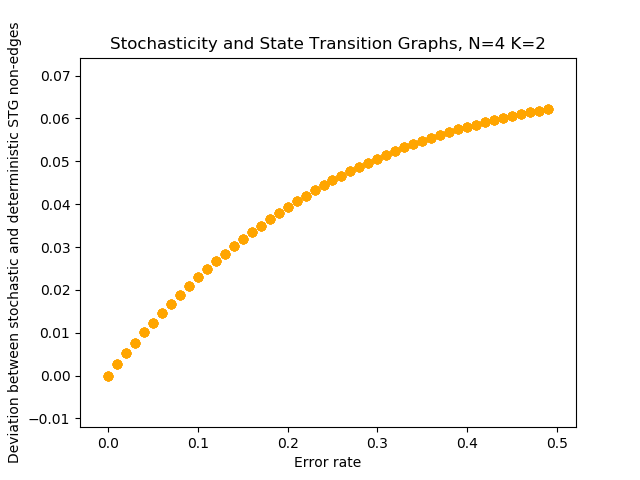 Stochasticity and State Transition Graphs, N=4 K=2
Deviation between stochastic and deterministic STG non-edges
0.07
0.06
0.05
0.04
0.03
0.02
0.01
0.00
−0.01
0.0 0.1 0.2 0.3 0.4 0.5
Error rate